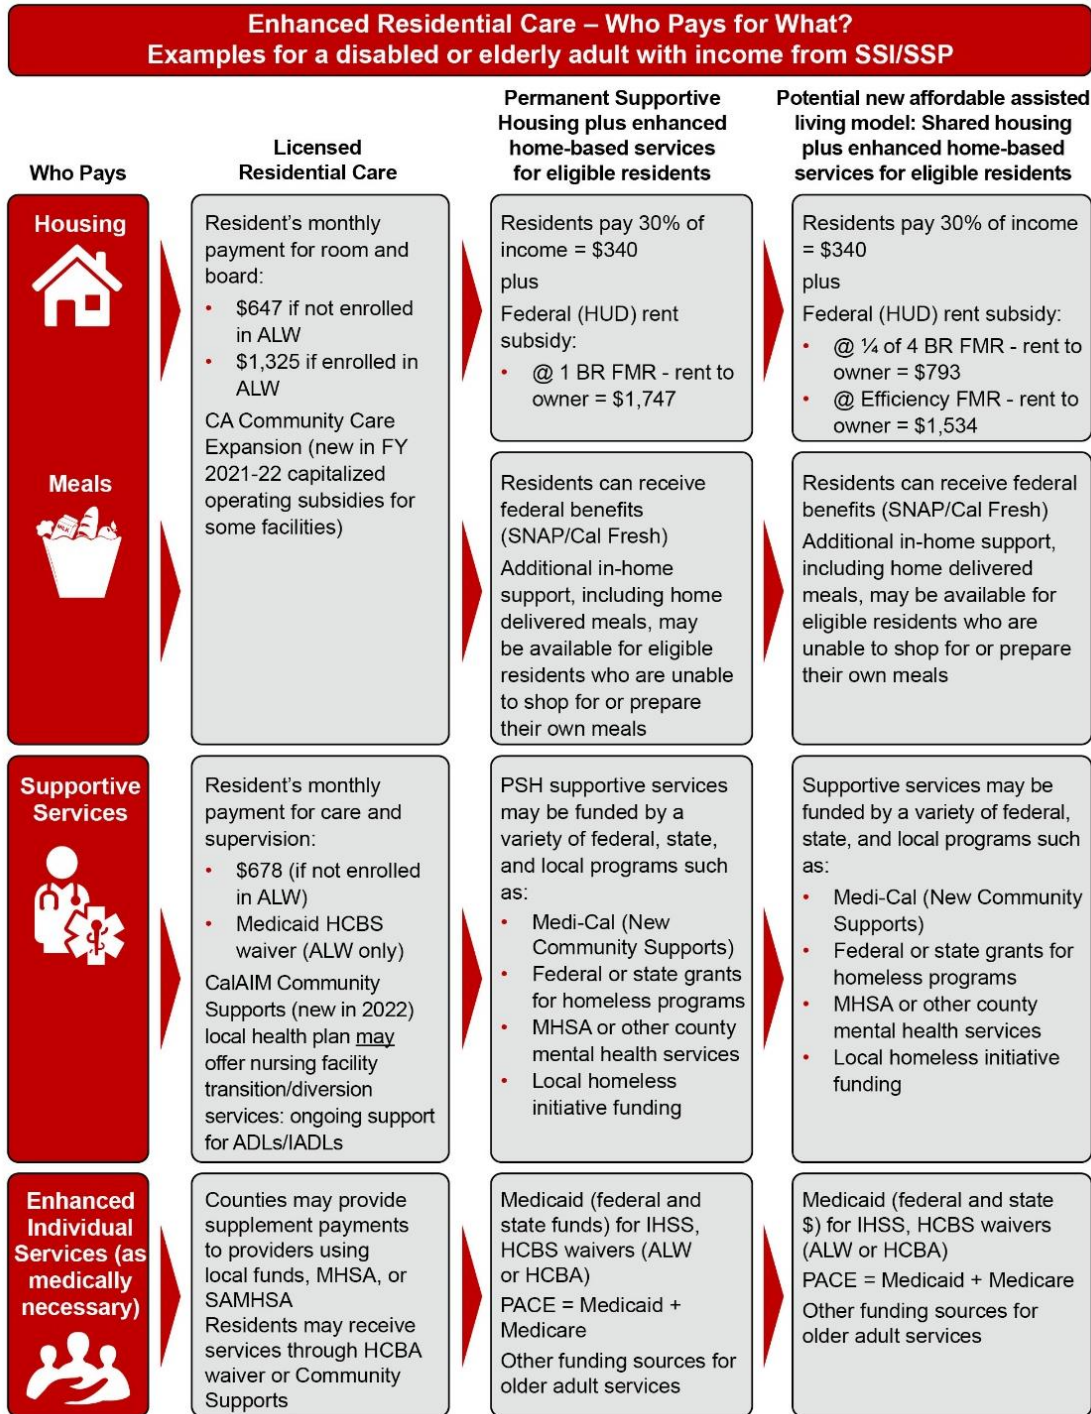 Enhanced Residential Care – Who Pays for What?
Examples for a disabled or elderly adult with income from SSI/SSP
Who Pays
Licensed
Residential Care
Permanent Supportive
Housing plus enhanced
home-based services
for eligible residents
Potential new affordable assisted
living model: Shared housing
plus enhanced home-based
services for eligible residents
Housing
Resident's monthly
payment for room and
board:
• $647 if not enrolled
in ALW
• $1,325 if enrolled in
ALW
CA Community Care
Expansion (new in FY
2021-22 capitalized
operating subsidies for
some facilities)
Residents pay 30% of
income = $340
plus
Federal (HUD) rent
subsidy:
• @ 1 BR FMR - rent to
owner = $1,747
Residents pay 30% of income
= $340
plus
Federal (HUD) rent subsidy:
• @ ¼ of 4 BR FMR - rent to
owner = $793
• @ Efficiency FMR - rent to
owner = $1,534
Meals
MILK
Residents can receive
federal benefits
(SNAP/Cal Fresh)
Additional in-home
support, including home
delivered meals, may
be available for eligible
residents who are unable
to shop for or prepare
their own meals
Residents can receive federal
benefits (SNAP/Cal Fresh)
Additional in-home support,
including home delivered
meals, may be available for
eligible residents who are
unable to shop for or prepare
their own meals
Supportive
Services
Resident's monthly
payment for care and
supervision:
• $678 (if not enrolled
in ALW)
• Medicaid HCBS
waiver (ALW only)
CalAIM Community
Supports (new in 2022)
local health plan may
offer nursing facility
transition/diversion
services: ongoing support
for ADLs/IADLs
PSH supportive services
may be funded by a
variety of federal, state,
and local programs such
as:
• Medi-Cal (New
Community Supports)
• Federal or state grants
for homeless programs
• MHSA or other county
mental health services
• Local homeless
initiative funding
Supportive services may be
funded by a variety of federal,
state, and local programs such
as:
• Medi-Cal (New Community
Supports)
• Federal or state grants for
homeless programs
• MHSA or other county
mental health services
• Local homeless initiative
funding
Enhanced
Individual
Services (as
medically
necessary)
Counties may provide
supplement payments
to providers using
local funds, MHSA, or
SAMHSA
Residents may receive
services through HCBA
waiver or Community
Supports
Medicaid (federal and
state funds) for IHSS,
HCBS waivers (ALW
or HCBA)
PACE = Medicaid +
Medicare
Other funding sources for
older adult services
Medicaid (federal and state
$) for IHSS, HCBS waivers
(ALW or HCBA)
PACE = Medicaid + Medicare
Other funding sources for
older adult services